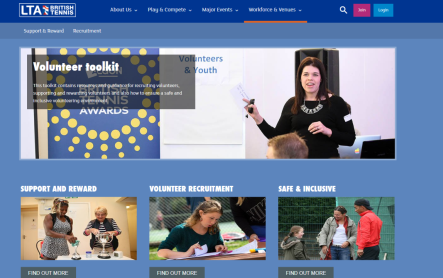 LTA BRITISH TENNIS
About Us Play & Compete Major Events Workforce & Venues Join Login
Support & Reward Recruitment
Volunteers
& Youth
Volunteer toolkit
This toolkit contains resources and guidance for recruiting volunteers,
supporting and rewarding volunteers and also how to ensure a safe and
inclusive volunteering environment.
TENNIS
AWARDS
SUPPORT AND REWARD VOLUNTEER RECRUITMENT SAFE & INCLUSIVE
FIND OUT MORE FIND OUT MORE FIND OUT MORE